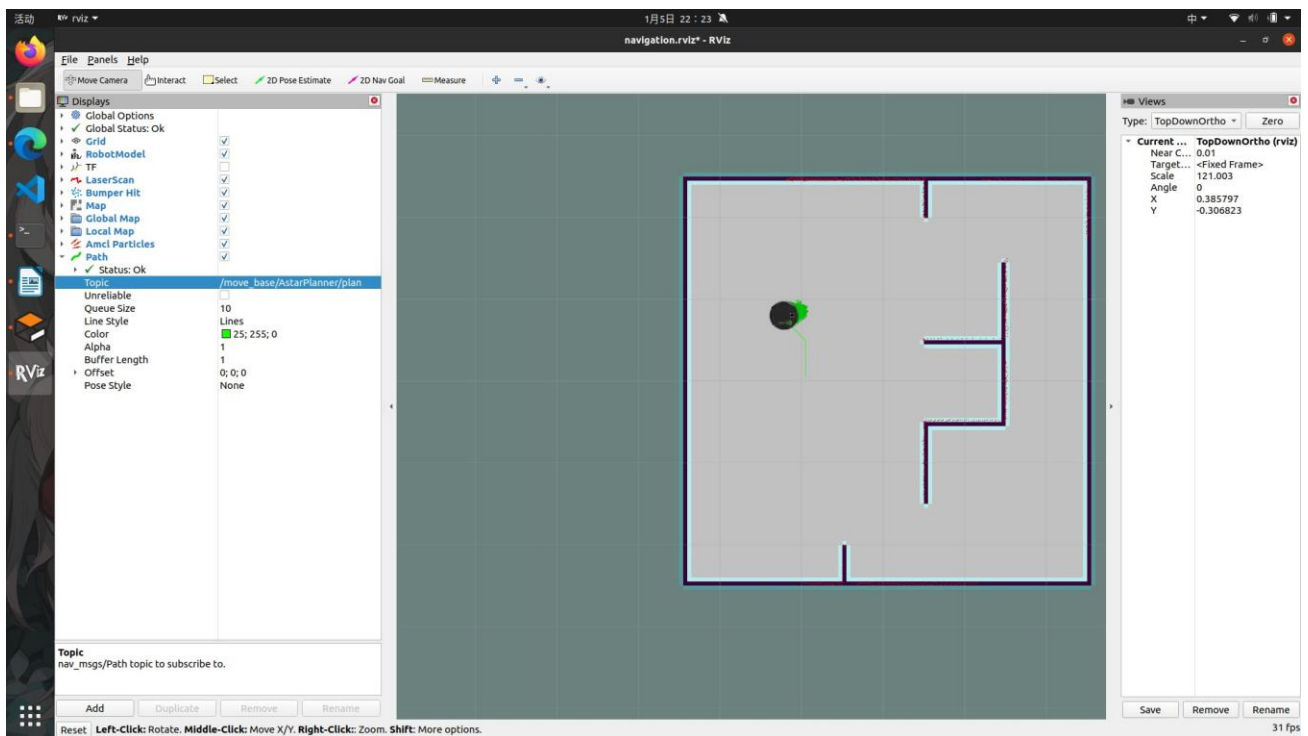 活动 RViz rviz 1月5日 22:23 中
navigation.rviz* - RViz
File Panels Help
Move Camera Interact Select 2D Pose Estimate 2D Nav Goal Measure
Displays
Global Options
Global Status: Ok
Grid
RobotModel
TF
LaserScan
Bumper Hit
Map
Global Map
Local Map
Amcl Particles
Path
Status: Ok
Topic /move_base/AstarPlanner/plan
Unreliable
Queue Size 10
Line Style Lines
Color 25; 255; 0
Alpha 1
Buffer Length 1
Offset 0; 0; 0
Pose Style None
Topic
nav_msgs/Path topic to subscribe to.
Add Duplicate Remove Rename
Reset Left-Click: Rotate. Middle-Click: Move X/Y. Right-Click:: Zoom. Shift: More options. 31 fps
RViz
Views
Type: TopDownOrtho Zero
Current ... TopDownOrtho (rviz)
Near C... 0.01
Target... <Fixed Frame>
Scale 121.003
Angle 0
X 0.385797
Y -0.306823
Save Remove Rename